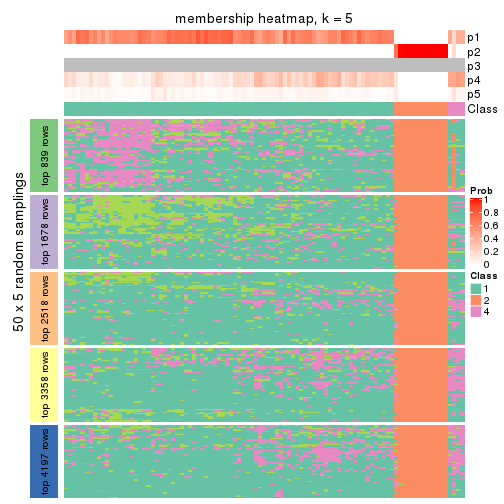 membership heatmap, k = 5
p1
p2
p3
p4
p5
Class
50 x 5 random samplings
top 839 rows
top 1678 rows
top 2518 rows
top 3358 rows
top 4197 rows
Prob
1
0.8
0.6
0.4
0.2
0
Class
1
2
4